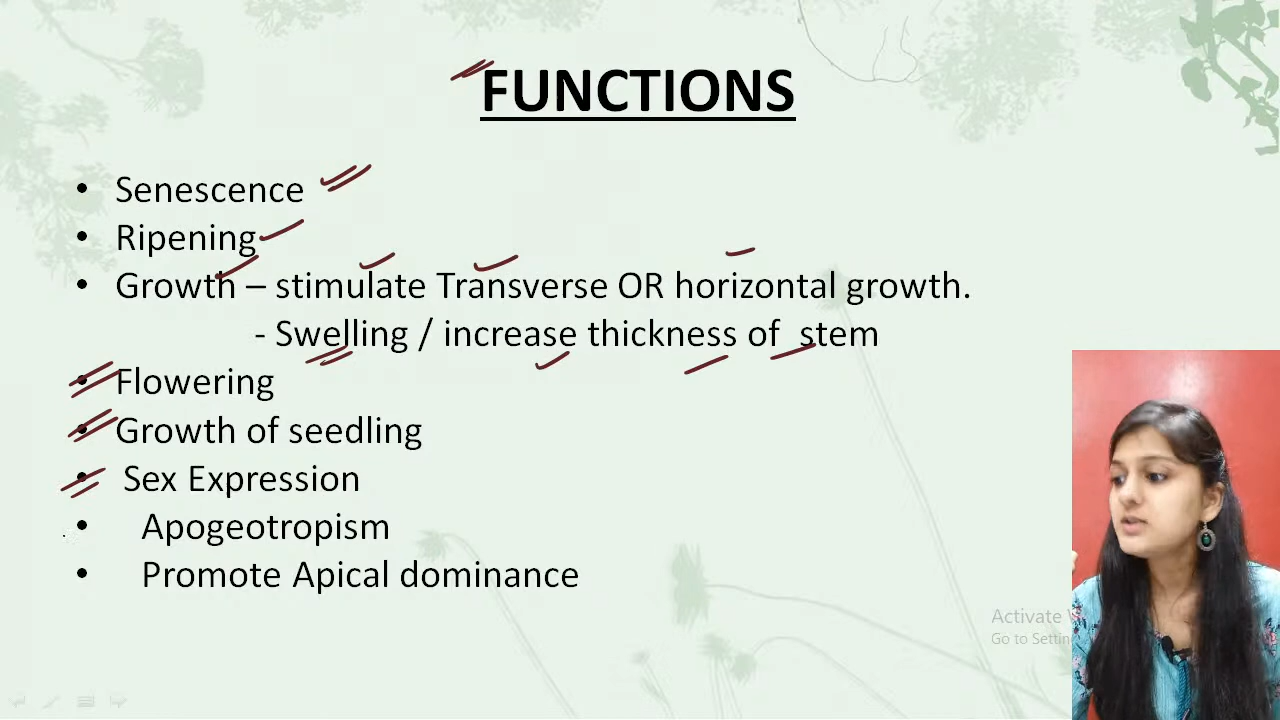 FUNCTIONS
• Senescence
• Ripening
• Growth – stimulate Transverse OR horizontal growth.
- Swelling / increase thickness of stem
• Flowering
• Growth of seedling
• Sex Expression
• Apogeotropism
• Promote Apical dominance
Activate
Go to